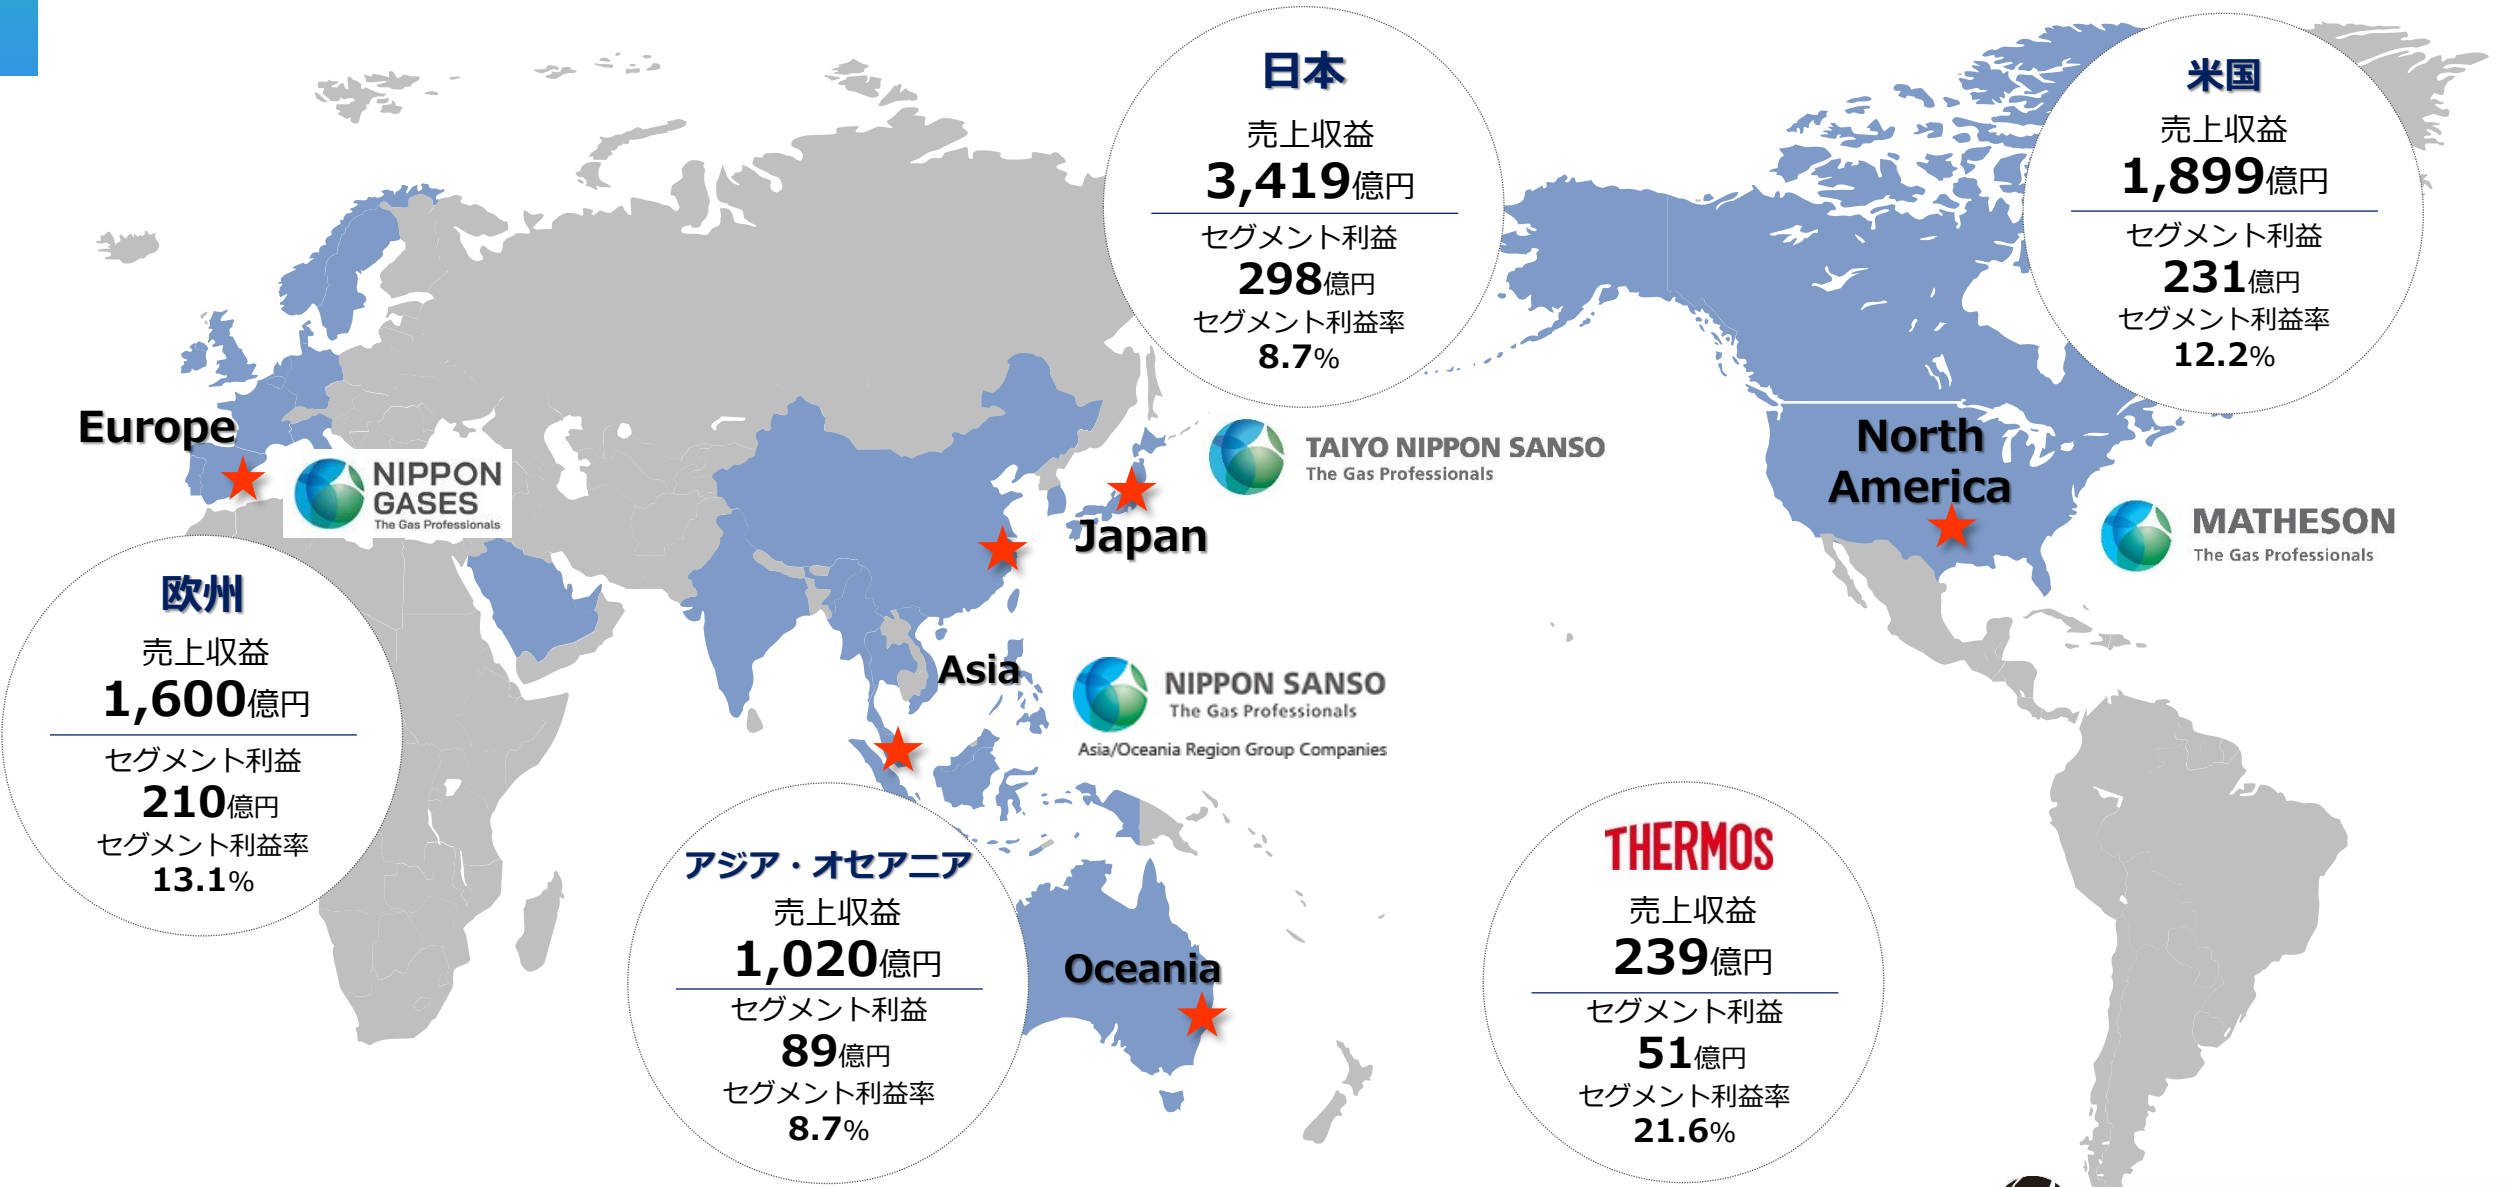 日本
売上収益
3,419億円
セグメント利益
298億円
セグメント利益率
8.7%
米国
売上収益
1,899億円
セグメント利益
231億円
セグメント利益率
12.2%
Europe
NIPPON
GASES
The Gas Professionals
TAIYO NIPPON SANSO
The Gas Professionals
Japan
North
America
MATHESON
The Gas Professionals
欧州
売上収益
1,600億円
セグメント利益
210億円
セグメント利益率
13.1%
Asia
NIPPON SANSO
The Gas Professionals
Asia/Oceania Region Group Companies
アジア・オセアニア
売上収益
1,020億円
セグメント利益
89億円
セグメント利益率
8.7%
Oceania
THERMOS
売上収益
239億円
セグメント利益
51億円
セグメント利益率
21.6%